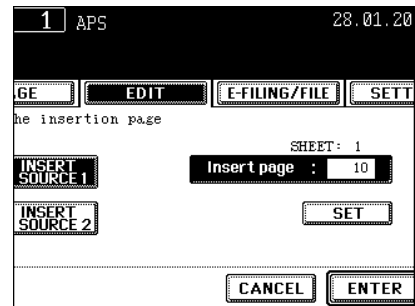 1 APS 28.01.20
GE EDIT E-FILING/FILE SETT
he insertion page
SHEET: 1
INSERT SOURCE 1
Insert page : 10
INSERT SOURCE 2
SET
CANCEL ENTER